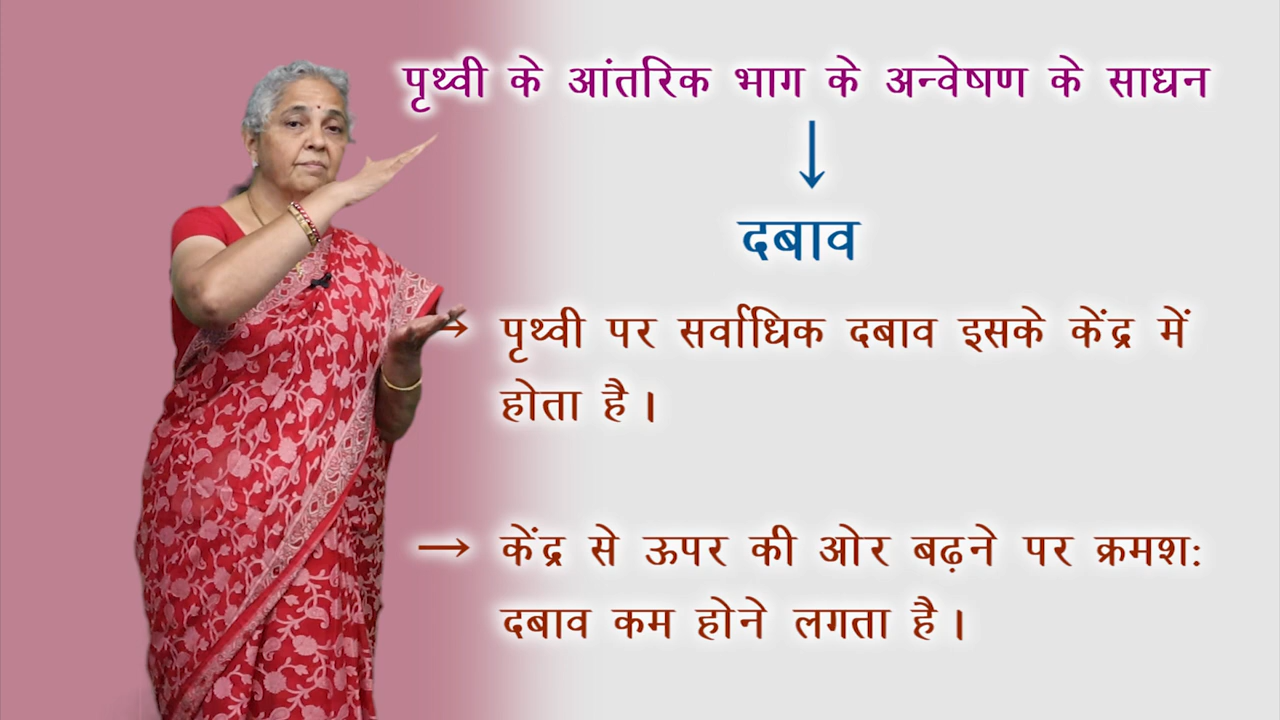 पृथ्वी के आंतरिक भाग के अन्वेषण के साधन
↓
दबाव
→ पृथ्वी पर सर्वाधिक दबाव इसके केंद्र में
होता है।
→ केंद्र से ऊपर की ओर बढ़ने पर क्रमश:
दबाव कम होने लगता है।